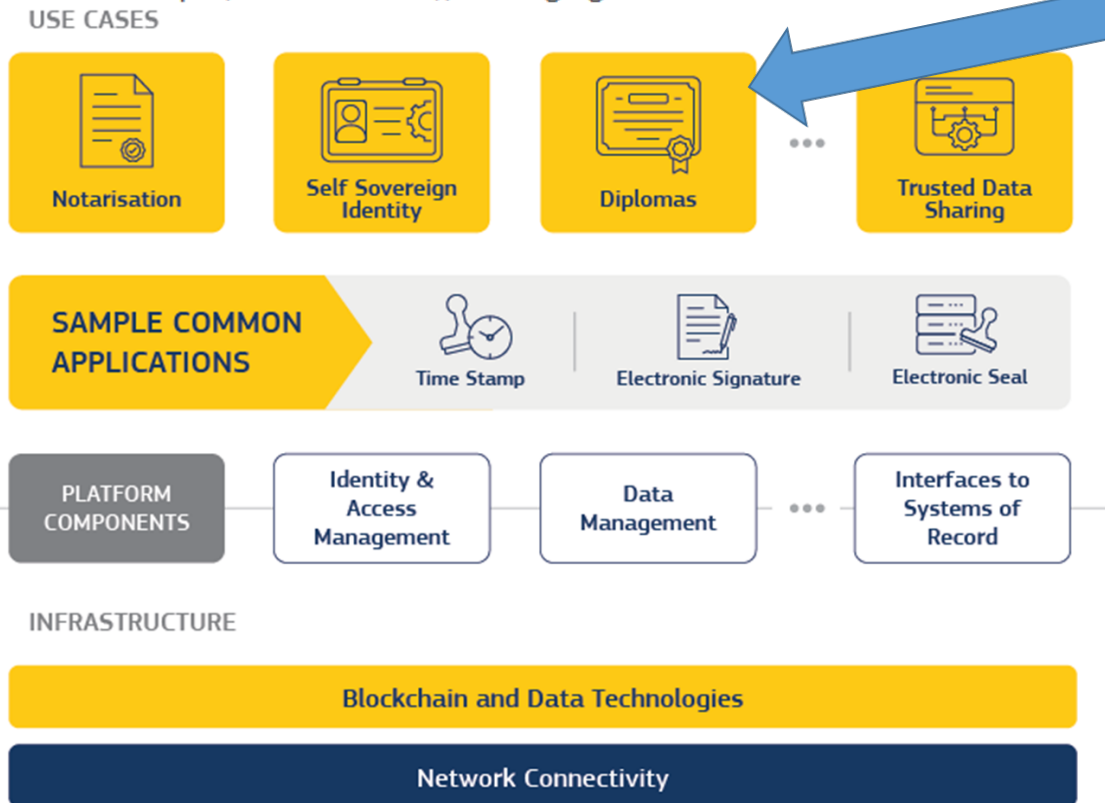 USE CASES
Notarisation
Self Sovereign
Identity
Diplomas
Trusted Data
Sharing
SAMPLE COMMON
APPLICATIONS
Time Stamp
Electronic Signature
Electronic Seal
PLATFORM
COMPONENTS
Identity &
Access
Management
Data
Management
Interfaces to
Systems of
Record
INFRASTRUCTURE
Blockchain and Data Technologies
Network Connectivity